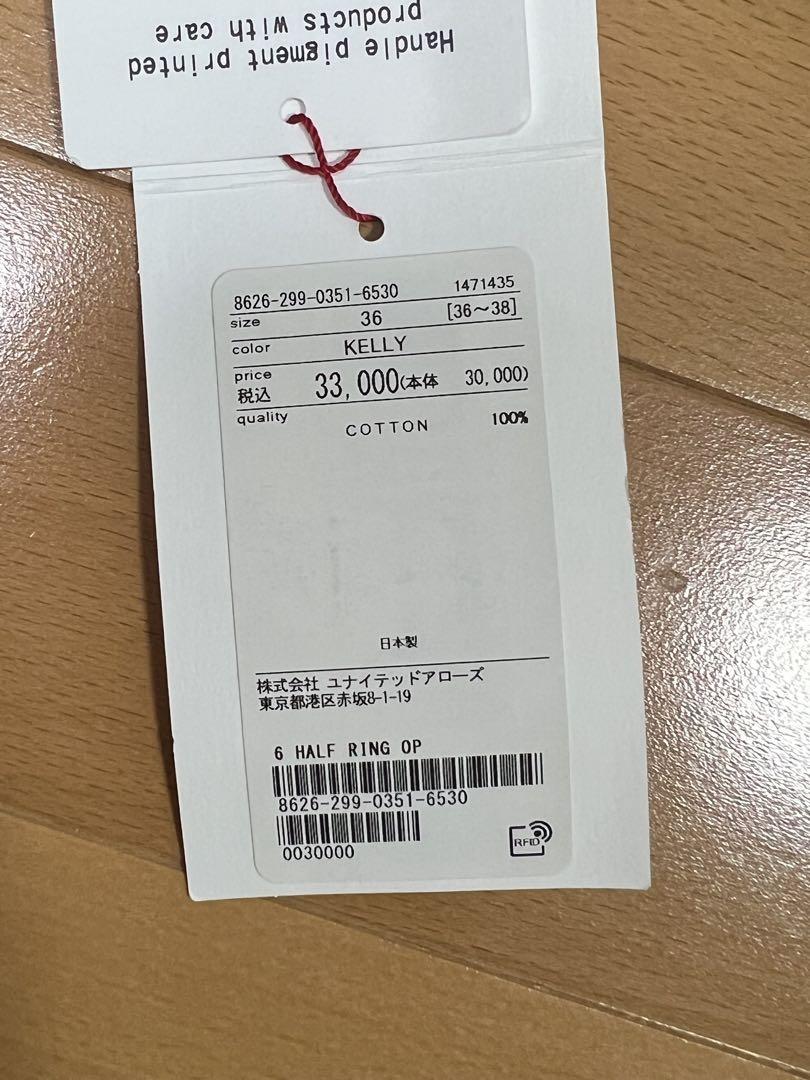 Handle pigment printed
products with care
8626-299-0351-6530 1471435
size 36 [36～38]
color KELLY
price
税込 33,000(本体 30,000)
quality
COTTON 100%
日本製
株式会社 ユナイテッドアローズ
東京都港区赤坂8-1-19
6 HALF RING OP
8626-299-0351-6530
0030000
RFID